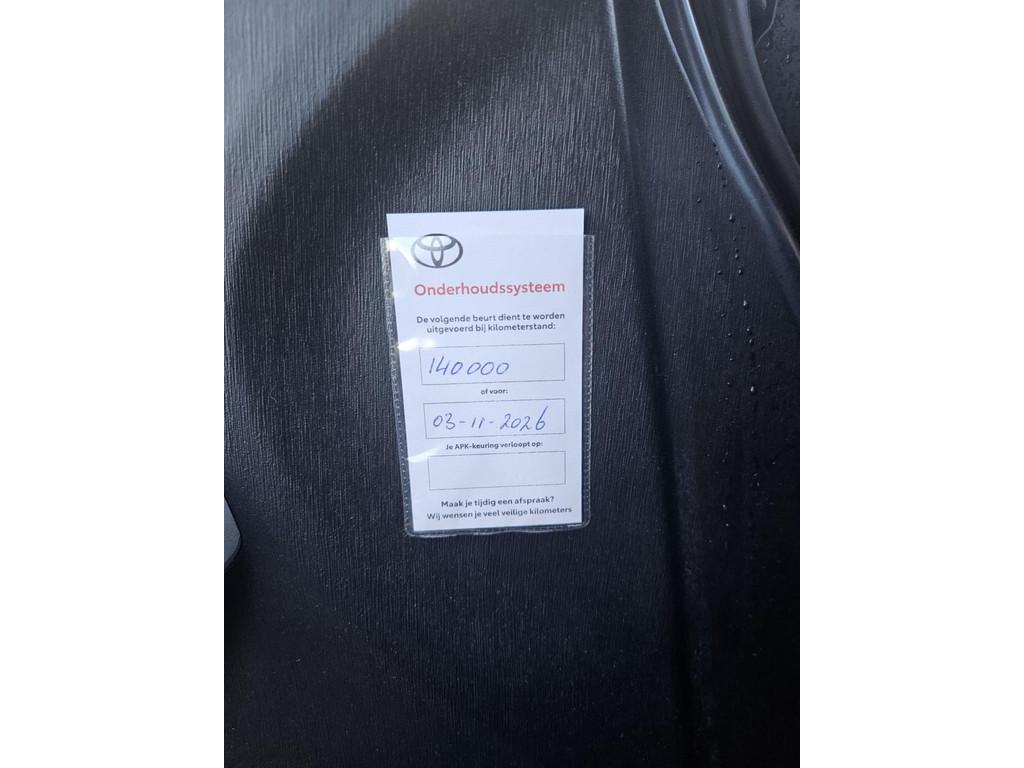 Onderhoudssysteem
De volgende beurt dient te worden
uitgevoerd bij kilometerstand:
140000
of voor:
03-11-2026
Je APK-keuring verloopt op:
Maak je tijdig een afspraak?
Wij wensen je veel veilige kilometers